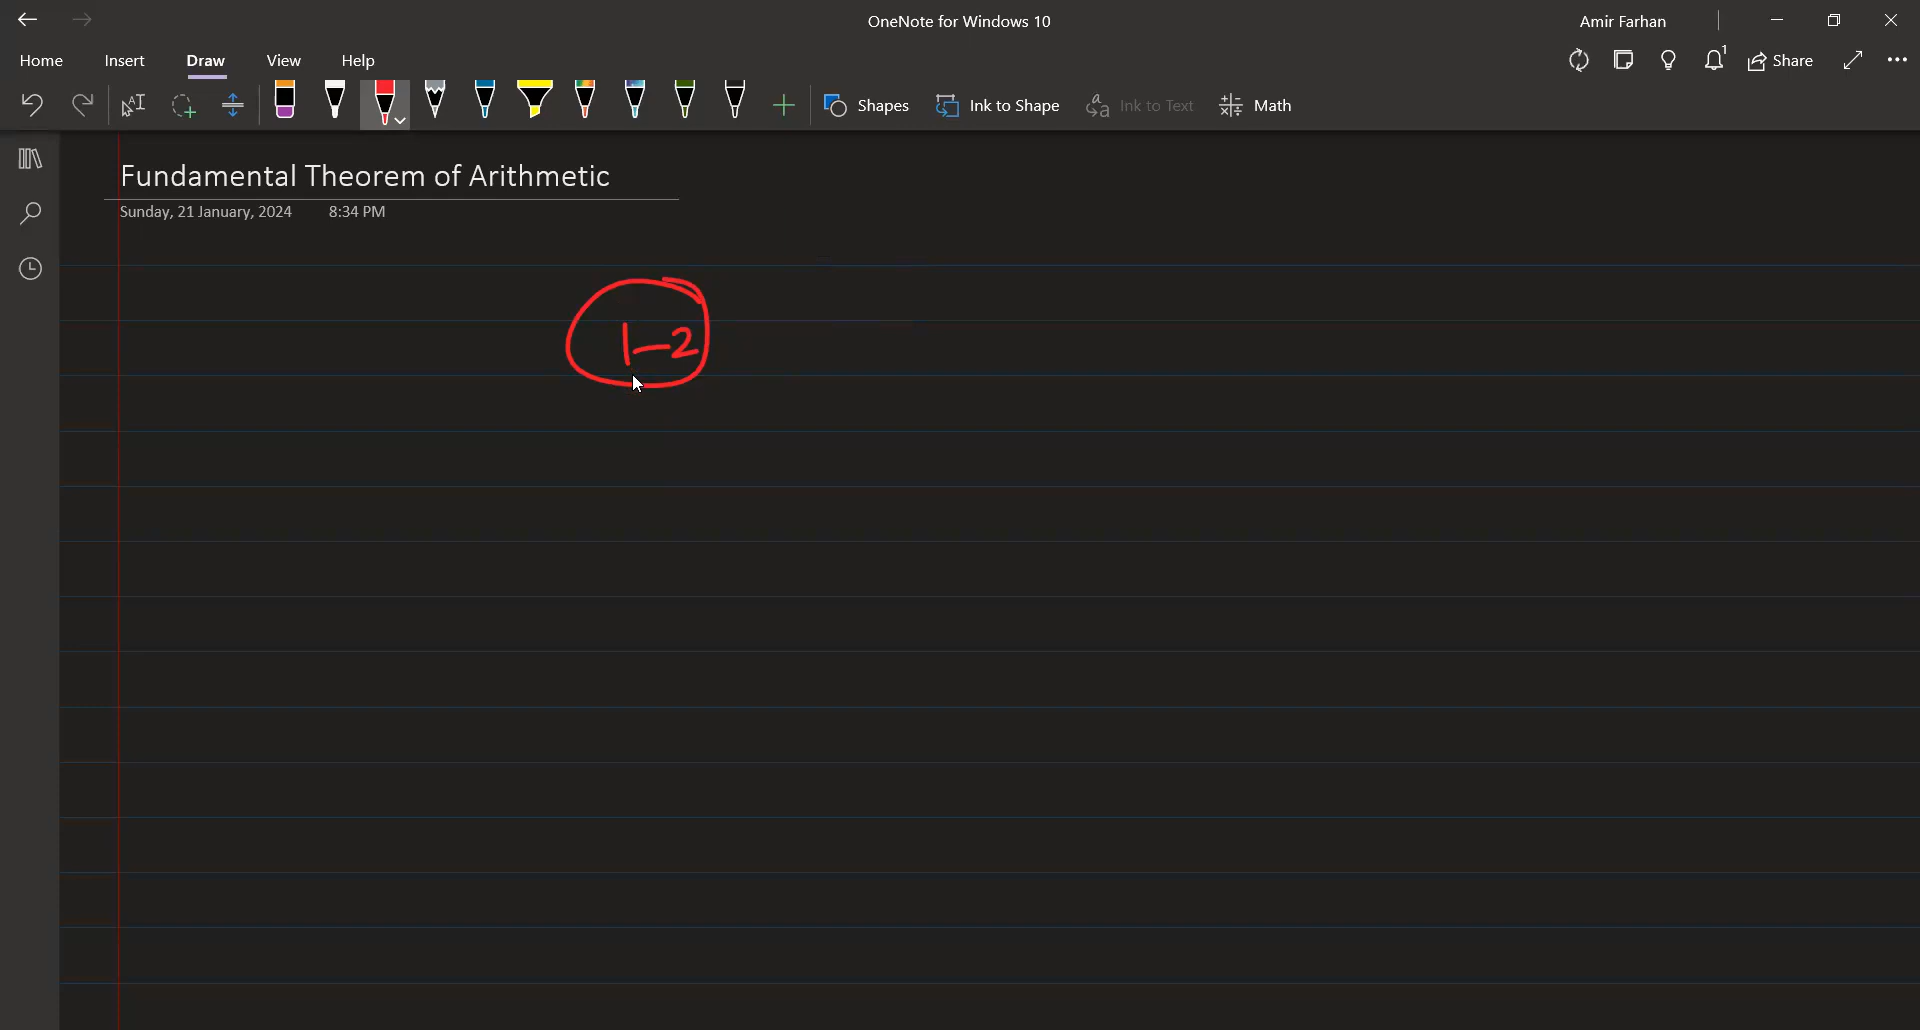 OneNote for Windows 10
Amir Farhan
Home Insert Draw View Help
1
Share
Shapes Ink to Shape Ink to Text Math
Fundamental Theorem of Arithmetic
Sunday, 21 January, 2024 8:34 PM
1-2